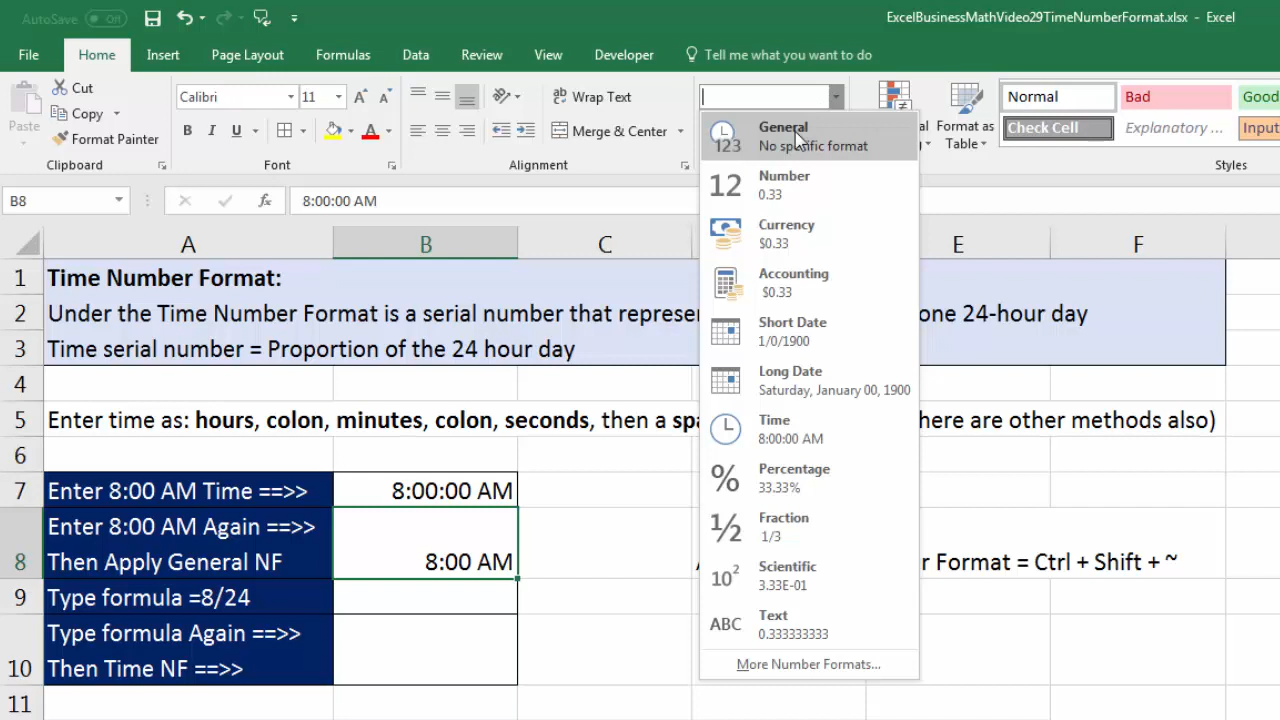 AutoSave Off
ExcelBusinessMathVideo29TimeNumberFormat.xlsx - Excel
File Home Insert Page Layout Formulas Data Review View Developer Tell me what you want to do
Paste
Cut
Copy
Format Painter
Clipboard
Calibri 11
B I U
Font
Wrap Text
Merge & Center
Alignment
Format as
Table
Normal Bad Good
Check Cell Explanatory ... Input
Styles
B8 fx 8:00:00 AM
General
No specific format
Number
0.33
Currency
$0.33
Accounting
$0.33
Short Date
1/0/1900
Long Date
Saturday, January 00, 1900
Time
8:00:00 AM
Percentage
33.33%
Fraction
1/3
Scientific
3.33E-01
Text
0.333333333
More Number Formats...
A B C E F
1 Time Number Format:
2 Under the Time Number Format is a serial number that one 24-hour day
3 Time serial number = Proportion of the 24 hour day
4
5 Enter time as: hours, colon, minutes, colon, seconds, then a are other methods also)
6
7 Enter 8:00 AM Time ==>> 8:00:00 AM
Enter 8:00 AM Again ==>>
8 Then Apply General NF 8:00 AM Format = Ctrl + Shift + ~
9 Type formula =8/24
Type formula Again ==>>
10 Then Time NF ==>>
11